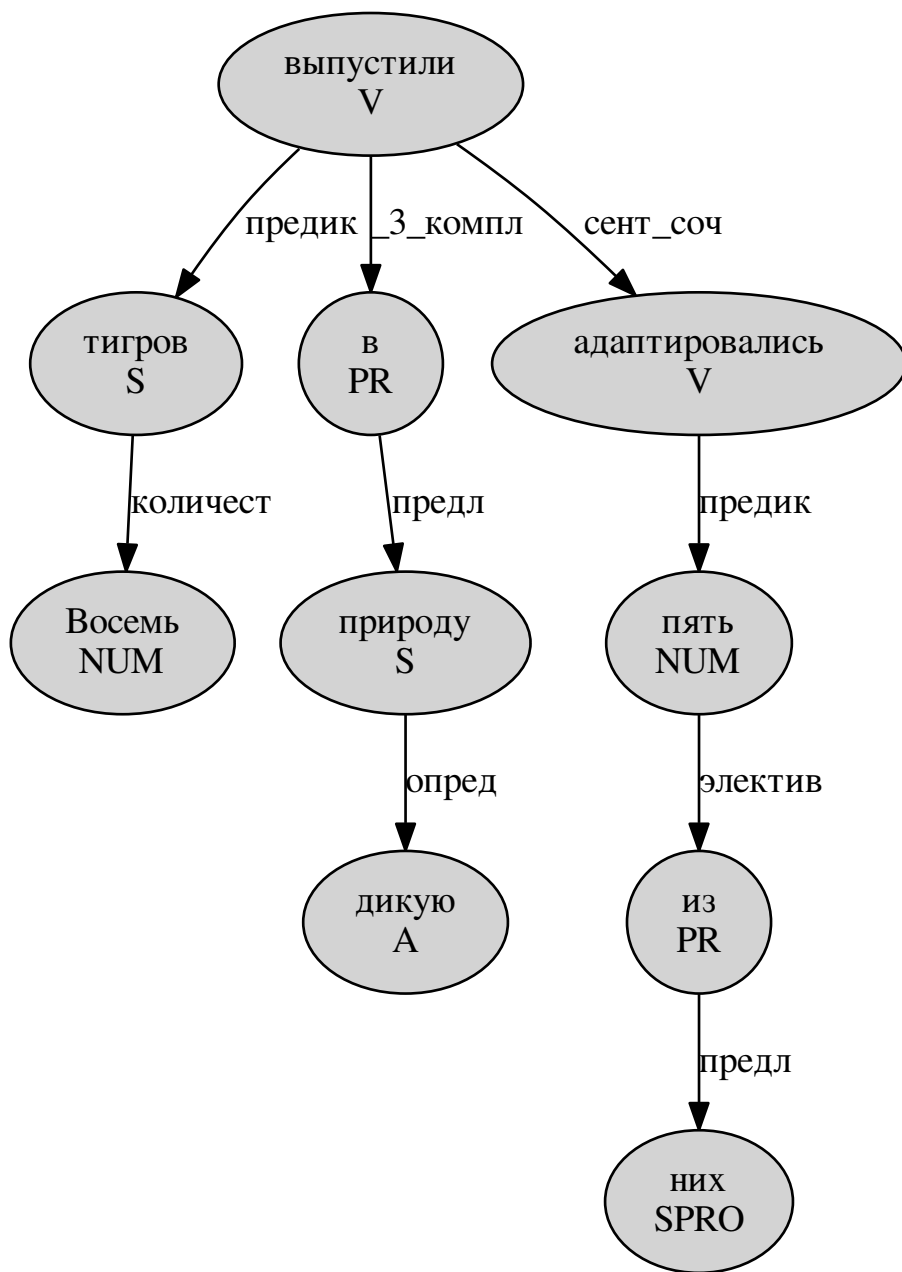 выпустили
V
предик
_3_компл
сент_соч
тигров
S
в
PR
адаптировались
V
количест
предл
предик
Восемь
NUM
природу
S
пять
NUM
опред
электив
дикую
A
из
PR
предл
них
SPRO